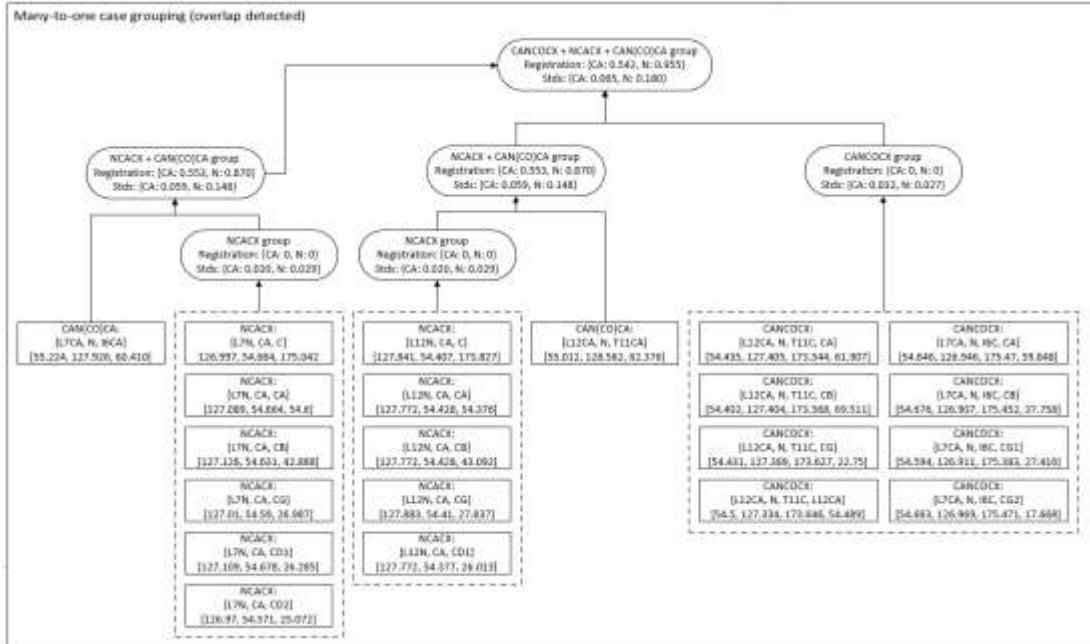 Many-to-one case grouping (overlap detected)
CANCOCX + NCACX + CAN(CO)CA group
Registration: [CA: 0.542, N: 0.955]
Stds: [CA: 0.065, N: 0.180]
NCACX + CAN(CO)CA group
Registration: [CA: 0.553, N: 0.870]
Stds: [CA: 0.059, N: 0.148]
NCACX + CAN(CO)CA group
Registration: [CA: 0.553, N: 0.870]
Stds: [CA: 0.059, N: 0.148]
CANCOCX group
Registration: [CA: 0, N: 0]
Stds: [CA: 0.032, N: 0.027]
NCACX group
Registration: [CA: 0, N: 0]
Stds: [CA: 0.020, N: 0.029]
NCACX group
Registration: [CA: 0, N: 0]
Stds: [CA: 0.020, N: 0.029]
CAN(CO)CA:
[L7CA, N, I6CA]
[55.224, 127.926, 60.410]
NCACX:
[L7N, CA, C]
126.997, 54.684, 175.042
NCACX:
[L7N, CA, CA]
[127.089, 54.664, 54.6]
NCACX:
[L7N, CA, CB]
[127.126, 54.631, 42.888]
NCACX:
[L7N, CA, CG]
[127.01, 54.59, 26.987]
NCACX:
[L7N, CA, CD1]
[127.109, 54.678, 26.285]
NCACX:
[L7N, CA, CD2]
[126.97, 54.571, 25.072]
NCACX:
[L12N, CA, C]
[127.841, 54.407, 175.827]
NCACX:
[L12N, CA, CA]
[127.772, 54.428, 54.376]
NCACX:
[L12N, CA, CB]
[127.772, 54.428, 43.092]
NCACX:
[L12N, CA, CG]
[127.883, 54.41, 27.837]
NCACX:
[L12N, CA, CD1]
[127.772, 54.377, 26.013]
CAN(CO)CA:
[L12CA, N, T11CA]
[55.012, 128.562, 62.376]
CANCOCX:
[L12CA, N, T11C, CA]
[54.435, 127.405, 173.544, 61.907]
CANCOCX:
[L12CA, N, T11C, CB]
[54.402, 127.404, 173.568, 69.511]
CANCOCX:
[L12CA, N, T11C, CG]
[54.431, 127.389, 173.627, 22.75]
CANCOCX:
[L12CA, N, T11C, L12CA]
[54.5, 127.334, 173.646, 54.489]
CANCOCX:
[L7CA, N, I6C, CA]
[54.646, 126.946, 175.47, 59.848]
CANCOCX:
[L7CA, N, I6C, CB]
[54.676, 126.907, 175.452, 37.758]
CANCOCX:
[L7CA, N, I6C, CG1]
[54.594, 126.911, 175.383, 27.416]
CANCOCX:
[L7CA, N, I6C, CG2]
[54.663, 126.969, 175.471, 17.668]